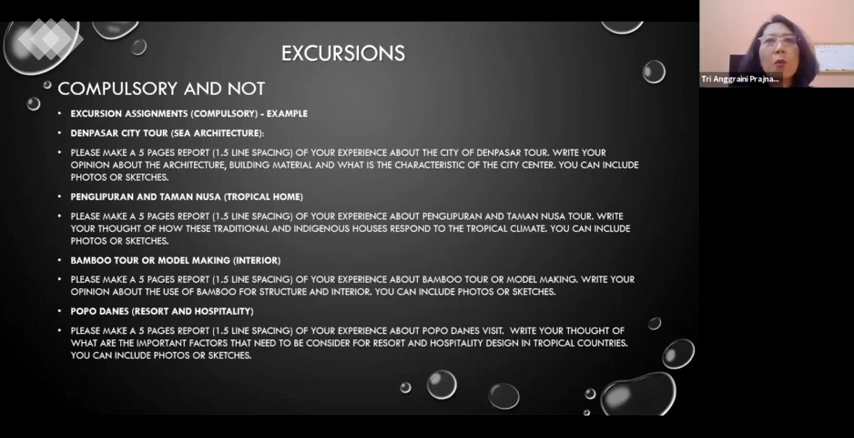 EXCURSIONS
COMPULSORY AND NOT
• EXCURSION ASSIGNMENTS (COMPULSORY) - EXAMPLE
• DENPASAR CITY TOUR (SEA ARCHITECTURE):
• PLEASE MAKE A 5 PAGES REPORT (1.5 LINE SPACING) OF YOUR EXPERIENCE ABOUT THE CITY OF DENPASAR TOUR. WRITE YOUR
OPINION ABOUT THE ARCHITECTURE, BUILDING MATERIAL AND WHAT IS THE CHARACTERISTIC OF THE CITY CENTER. YOU CAN INCLUDE
PHOTOS OR SKETCHES.
• PENGLIPURAN AND TAMAN NUSA (TROPICAL HOME)
• PLEASE MAKE A 5 PAGES REPORT (1.5 LINE SPACING) OF YOUR EXPERIENCE ABOUT PENGLIPURAN AND TAMAN NUSA TOUR. WRITE
YOUR THOUGHT OF HOW THESE TRADITIONAL AND INDIGENOUS HOUSES RESPOND TO THE TROPICAL CLIMATE. YOU CAN INCLUDE
PHOTOS OR SKETCHES.
• BAMBOO TOUR OR MODEL MAKING (INTERIOR)
• PLEASE MAKE A 5 PAGES REPORT (1.5 LINE SPACING) OF YOUR EXPERIENCE ABOUT BAMBOO TOUR OR MODEL MAKING. WRITE YOUR
OPINION ABOUT THE USE OF BAMBOO FOR STRUCTURE AND INTERIOR. YOU CAN INCLUDE PHOTOS OR SKETCHES.
• POPO DANES (RESORT AND HOSPITALITY)
• PLEASE MAKE A 5 PAGES REPORT (1.5 LINE SPACING) OF YOUR EXPERIENCE ABOUT POPO DANES VISIT. WRITE YOUR THOUGHT OF
WHAT ARE THE IMPORTANT FACTORS THAT NEED TO BE CONSIDER FOR RESORT AND HOSPITALITY DESIGN IN TROPICAL COUNTRIES.
YOU CAN INCLUDE PHOTOS OR SKETCHES.
Tri Anggraini Prajna...